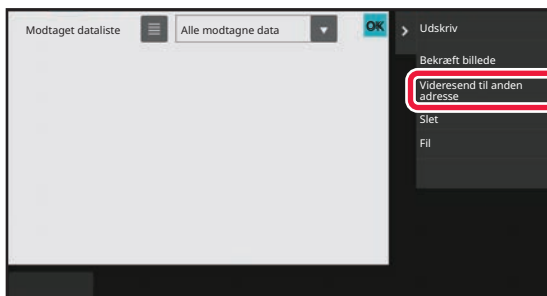 Modtaget dataliste
Alle modtagne data
OK
Udskriv
Bekræft billede
Videresend til anden
adresse
Slet
Fil